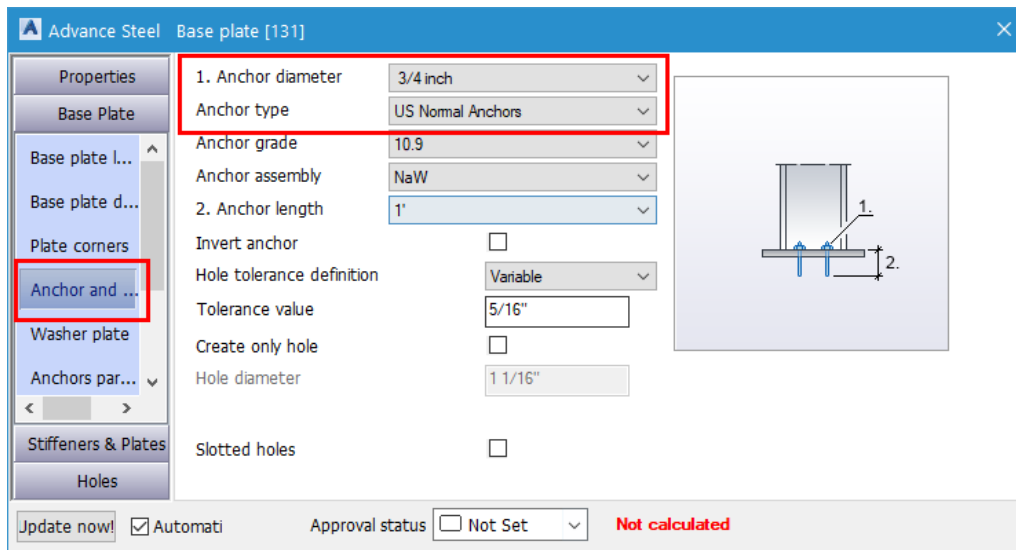 Advance Steel Base plate [131]
Properties
Base Plate
Base plate l...
Base plate d...
Plate corners
Anchor and ...
Washer plate
Anchors par...
Stiffeners & Plates
Holes
1. Anchor diameter 3/4 inch
Anchor type US Normal Anchors
Anchor grade 10.9
Anchor assembly NaW
2. Anchor length 1'
Invert anchor
Hole tolerance definition Variable
Tolerance value 5/16"
Create only hole
Hole diameter 1 1/16"
Slotted holes
1.
2.
Update now! Automati Approval status Not Set Not calculated